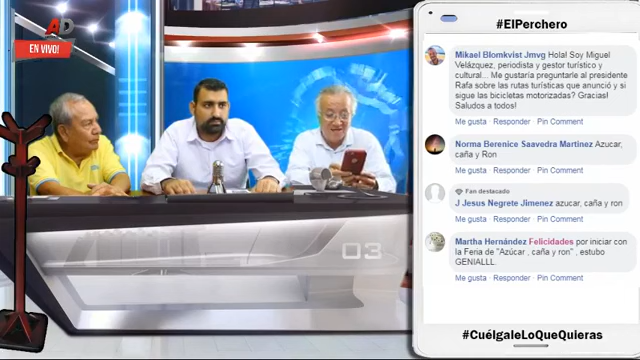 AD
EN VIVO!
03
#ElPerchero
Mikael Blomkvist Jmvg Hola! Soy Miguel
Velázquez, periodista y gestor turístico y
cultural... Me gustaría preguntarle al presidente
Rafa sobre las rutas turísticas que anunció y si
sigue las bicicletas motorizadas? Gracias!
Saludos a todos!
Me gusta Responder Pin Comment
Norma Berenice Saavedra Martinez Azucar,
caña y Ron
Me gusta Responder Pin Comment
Fan destacado
J Jesus Negrete Jimenez azucar, caña y ron
Me gusta Responder Pin Comment
Martha Hernández Felicidades por iniciar con
la Feria de "Azúcar , caña y ron" , estubo
GENIALLL.
Me gusta Responder Pin Comment
#CuélgaleLoQueQuieras